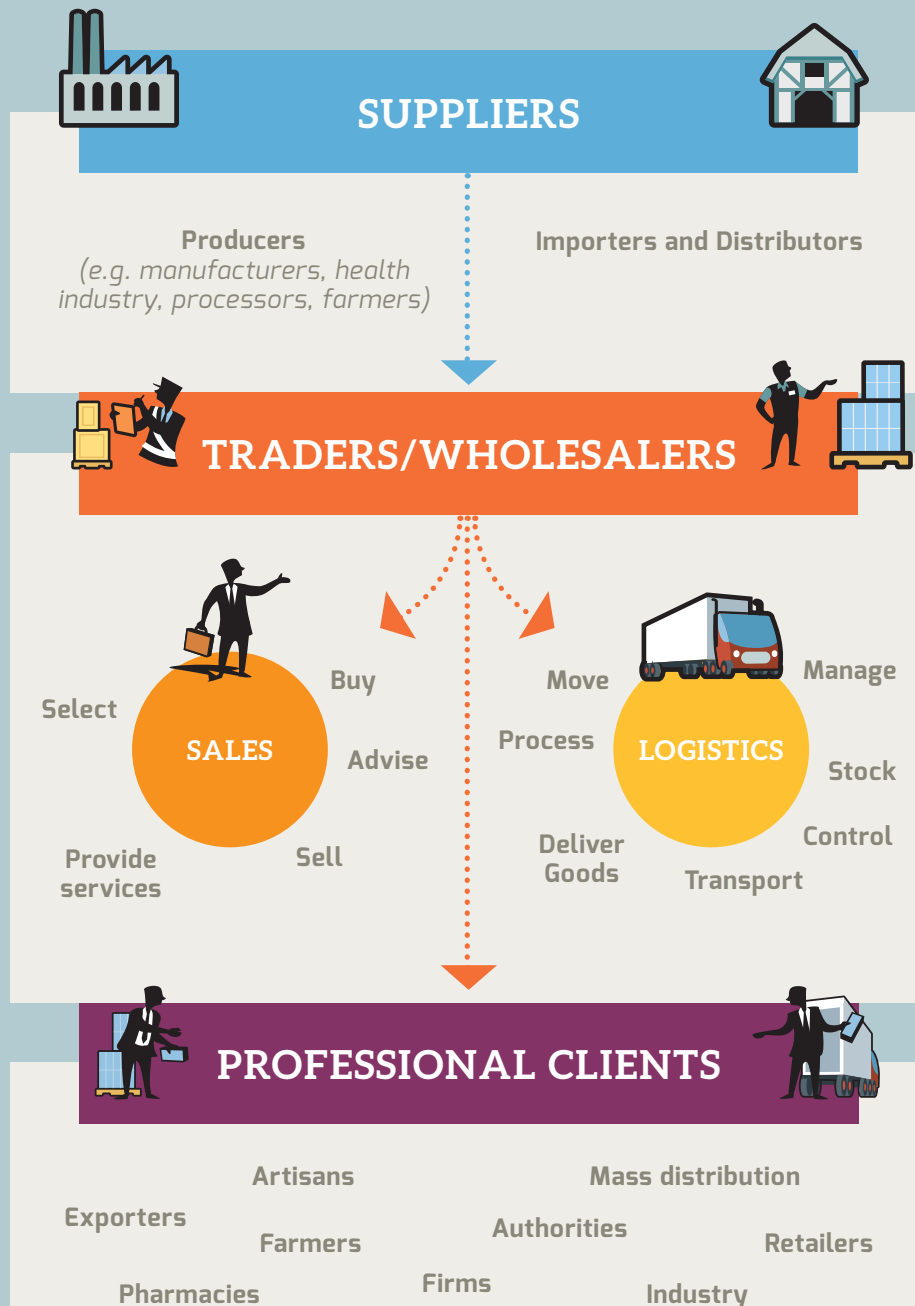 SUPPLIERS
Producers
(e.g. manufacturers, health
industry, processors, farmers)
Importers and Distributors
TRADERS/WHOLESALERS
Select
Buy
SALES
Advise
Provide
services
Sell
Move
Manage
Process
LOGISTICS
Stock
Control
Deliver
Goods
Transport
PROFESSIONAL CLIENTS
Artisans
Mass distribution
Exporters
Authorities
Farmers
Retailers
Pharmacies
Firms
Industry